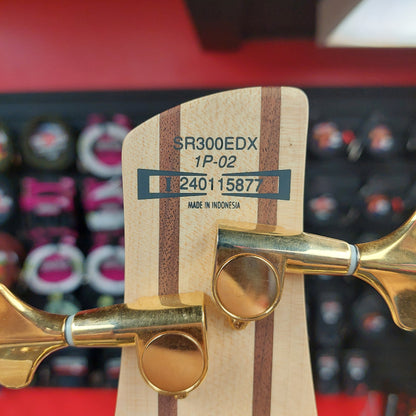 SR300EDX
1P-02
I 240115877
MADE IN INDONESIA